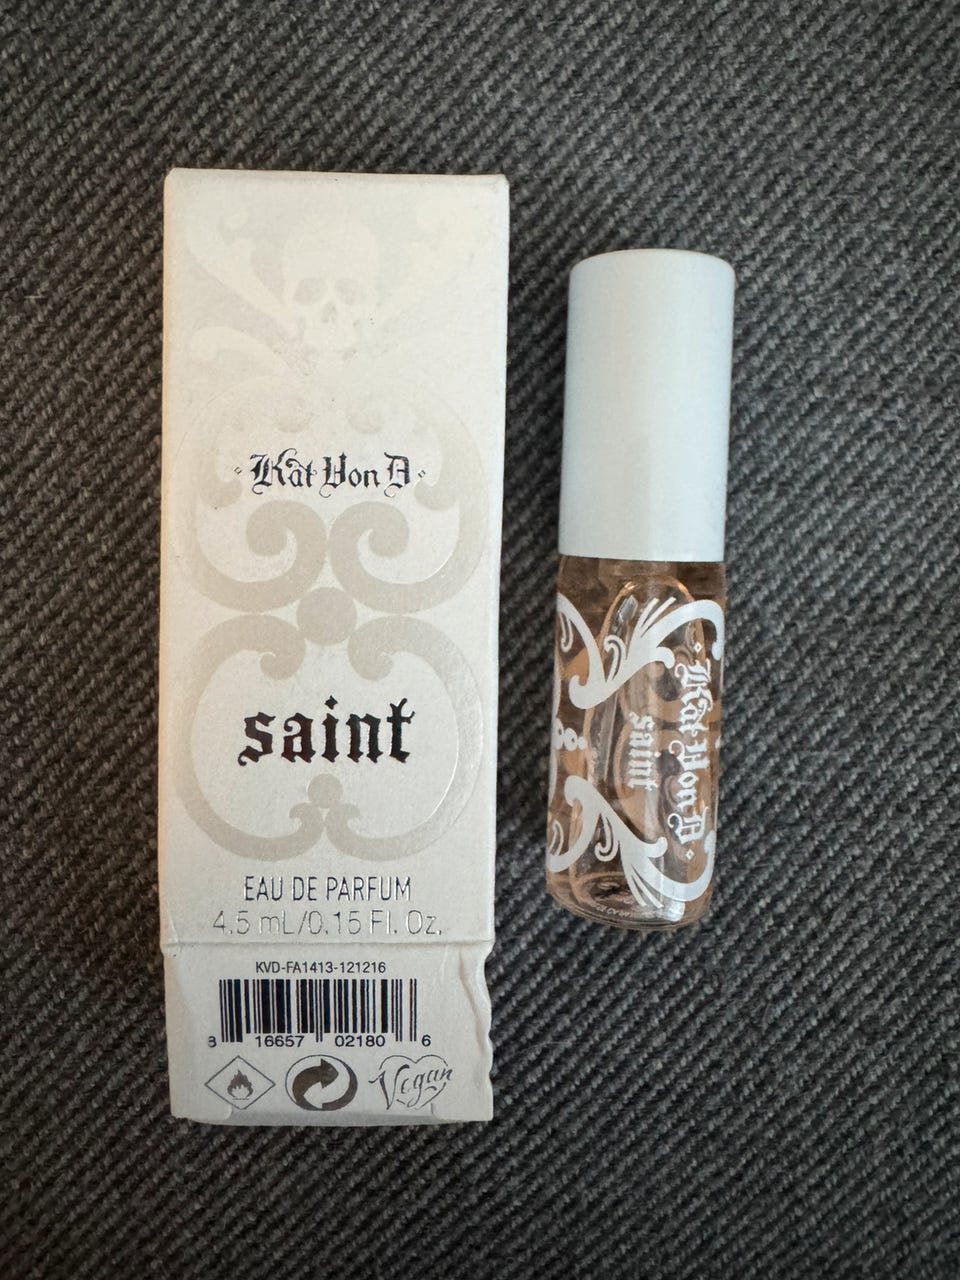 Kat Von D
saint
EAU DE PARFUM
4.5 mL/0.15 Fl. Oz.
KVD-FA1413-121216
8 16657 02180 6
Vegan
Kat Von D
saint